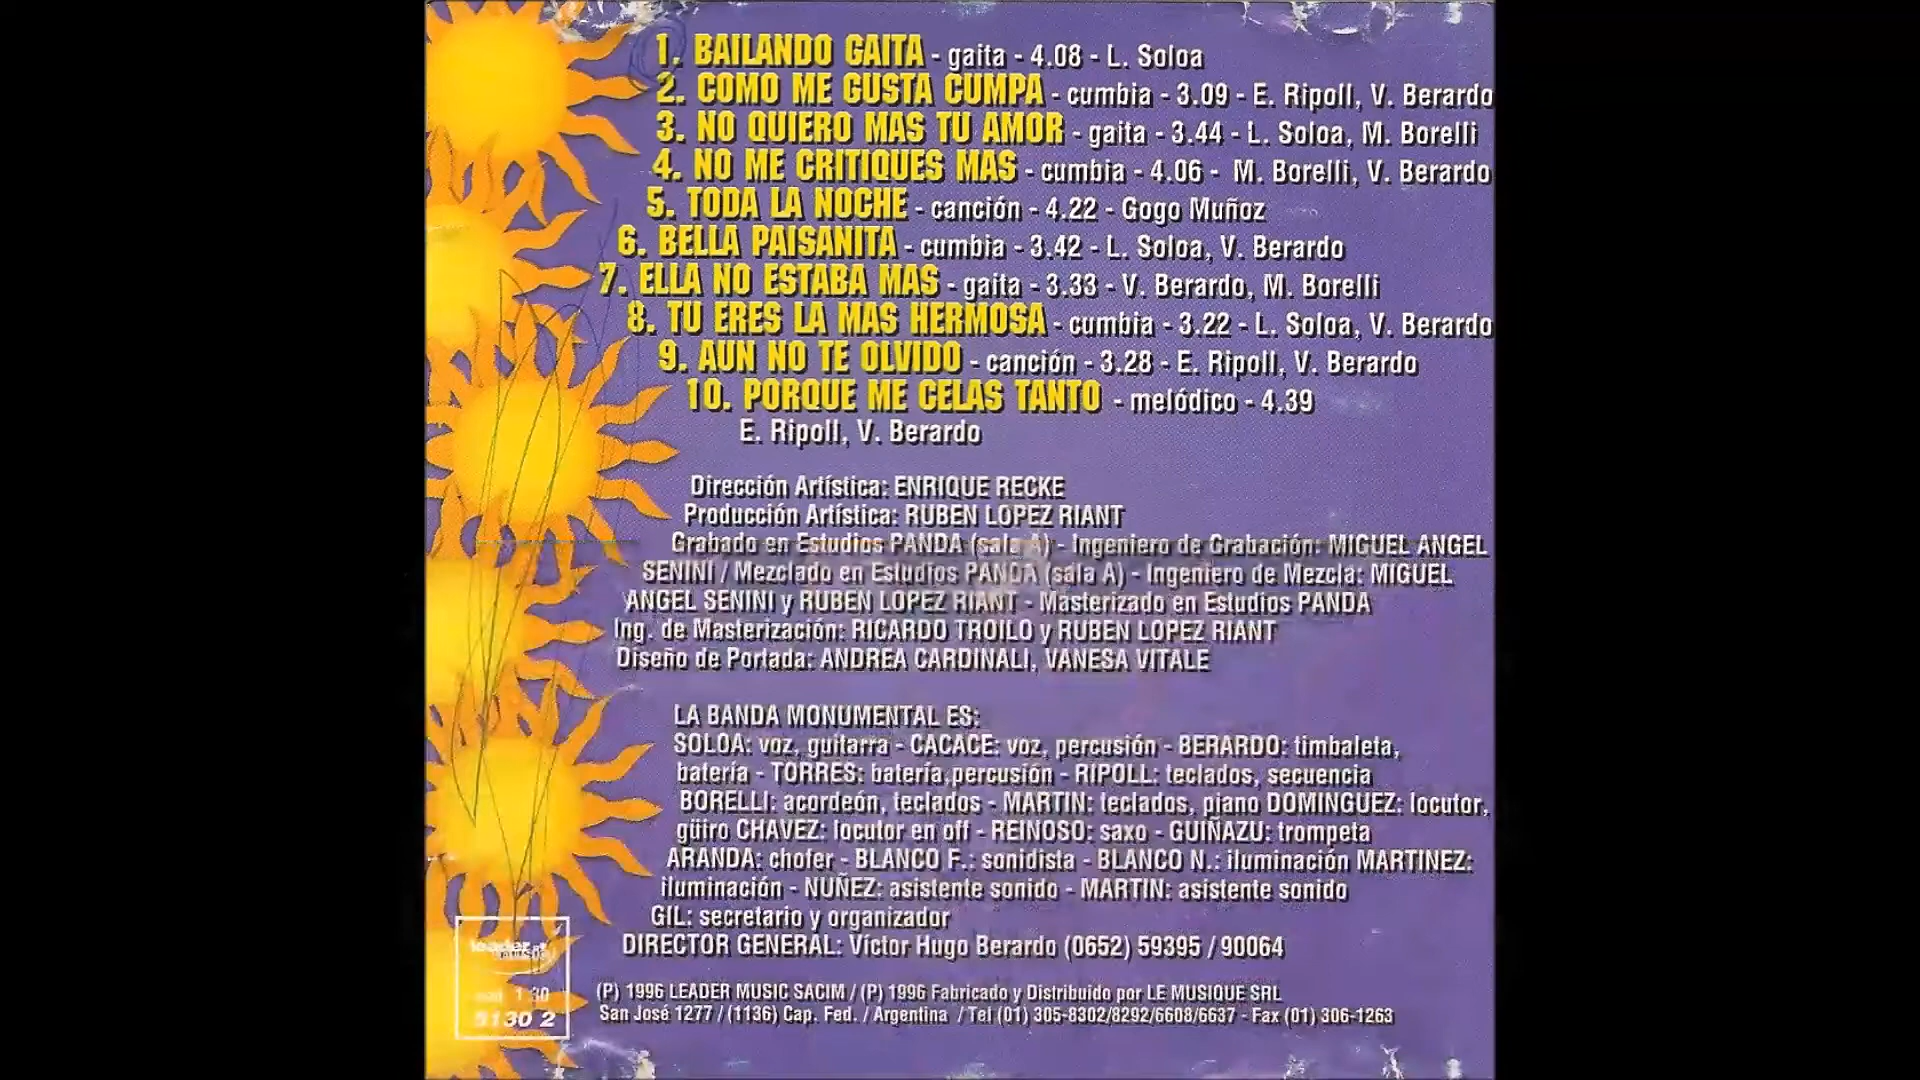 1. BAILANDO GAITA - gaita - 4.08 - L. Soloa
2. COMO ME GUSTA CUMPA - cumbia - 3.09 - E. Ripoll, V. Berardo
3. NO QUIERO MAS TU AMOR - gaita - 3.44 - L. Soloa, M. Borelli
4. NO ME CRITIQUES MAS - cumbia - 4.06 - M. Borelli, V. Berardo
5. TODA LA NOCHE - canción - 4.22 - Gogo Muñoz
6. BELLA PAISANITA - cumbia - 3.42 - L. Soloa, V. Berardo
7. ELLA NO ESTABA MAS - gaita - 3.33 - V. Berardo, M. Borelli
8. TU ERES LA MAS HERMOSA - cumbia - 3.22 - L. Soloa, V. Berardo
9. AUN NO TE OLVIDO - canción - 3.28 - E. Ripoll, V. Berardo
10. PORQUE ME CELAS TANTO - melódico - 4.39
E. Ripoll, V. Berardo
Dirección Artística: ENRIQUE RECKE
Producción Artística: RUBEN LOPEZ RIANT
Grabado en Estudios PANDA (sala A) - Ingeniero de Grabación: MIGUEL ANGEL
SENINI / Mezclado en Estudios PANDA (sala A) - Ingeniero de Mezcla: MIGUEL
ANGEL SENINI y RUBEN LOPEZ RIANT - Masterizado en Estudios PANDA
Ing. de Masterización: RICARDO TROILO y RUBEN LOPEZ RIANT
Diseño de Portada: ANDREA CARDINALI, VANESA VITALE
LA BANDA MONUMENTAL ES:
SOLOA: voz, guitarra - CACACE: voz, percusión - BERARDO: timbaleta,
batería - TORRES: batería,percusión - RIPOLL: teclados, secuencia
BORELLI: acordeón, teclados - MARTIN: teclados, piano DOMINGUEZ: locutor,
güiro CHAVEZ: locutor en off - REINOSO: saxo - GUIÑAZU: trompeta
ARANDA: chofer - BLANCO F.: sonidista - BLANCO N.: iluminación MARTINEZ:
iluminación - NUÑEZ: asistente sonido - MARTIN: asistente sonido
GIL: secretario y organizador
DIRECTOR GENERAL: Víctor Hugo Berardo (0652) 59395 / 90064
leader
(P) 1996 LEADER MUSIC SACIM / (P) 1996 Fabricado y Distribuido por LE MUSIQUE SRL
San José 1277 / (1136) Cap. Fed. / Argentina / Tel (01) 305-8302/8292/6608/6637 - Fax (01) 306-1263